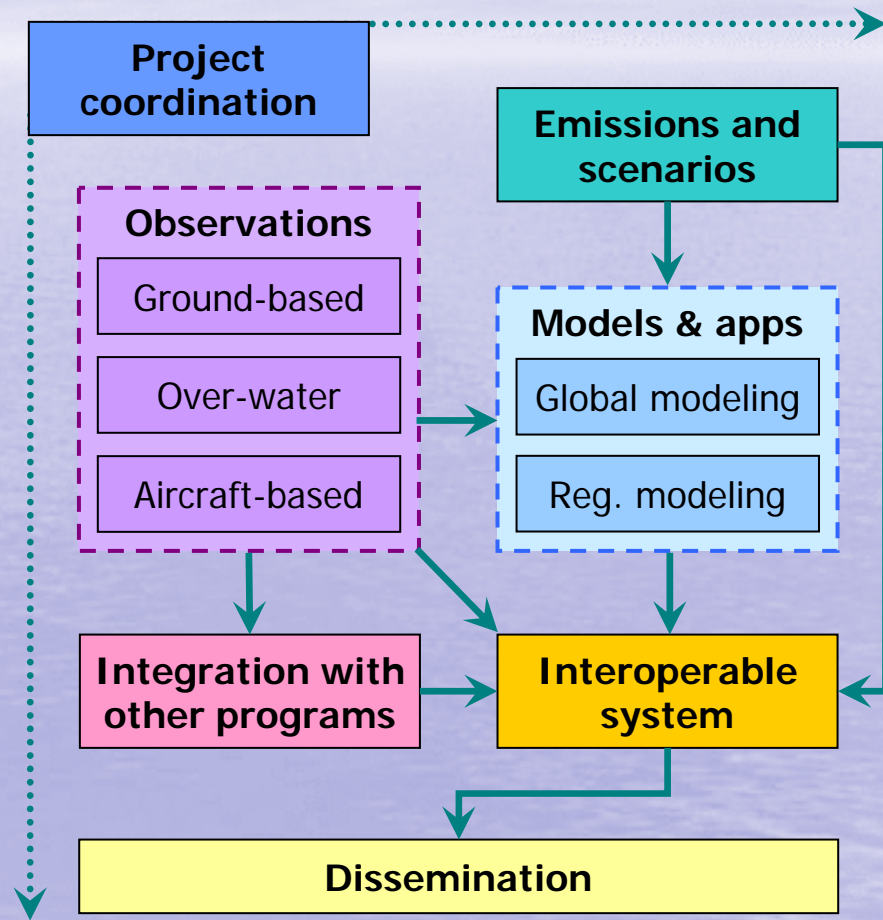 Project
coordination
Emissions and
scenarios
Observations
Ground-based
Over-water
Aircraft-based
Models & apps
Global modeling
Reg. modeling
Integration with
other programs
Interoperable
system
Dissemination